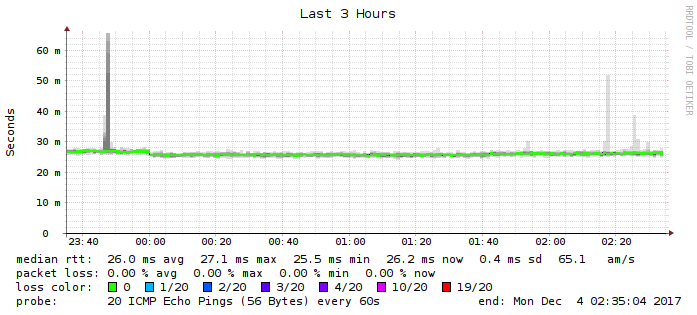 Last 3 Hours
RRDTOOL / TOBI OETIKER
Seconds
60 m
50 m
40 m
30 m
20 m
10 m
0
23:40 00:00 00:20 00:40 01:00 01:20 01:40 02:00 02:20
median rtt: 26.0 ms avg 27.1 ms max 25.5 ms min 26.2 ms now 0.4 ms sd 65.1 am/s
packet loss: 0.00 % avg 0.00 % max 0.00 % min 0.00 % now
loss color: 0 1/20 2/20 3/20 4/20 10/20 19/20
probe: 20 ICMP Echo Pings (56 Bytes) every 60s end: Mon Dec 4 02:35:04 2017